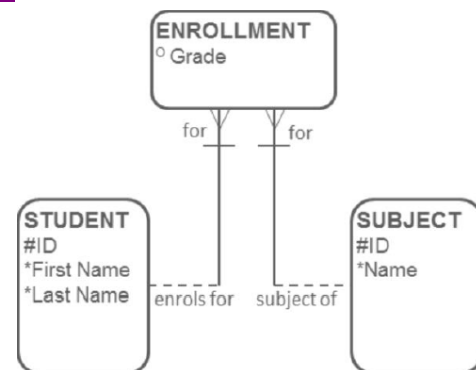 ENROLLMENT
o Grade
for
for
STUDENT
#ID
*First Name
*Last Name
enrols for
subject of
SUBJECT
#ID
*Name